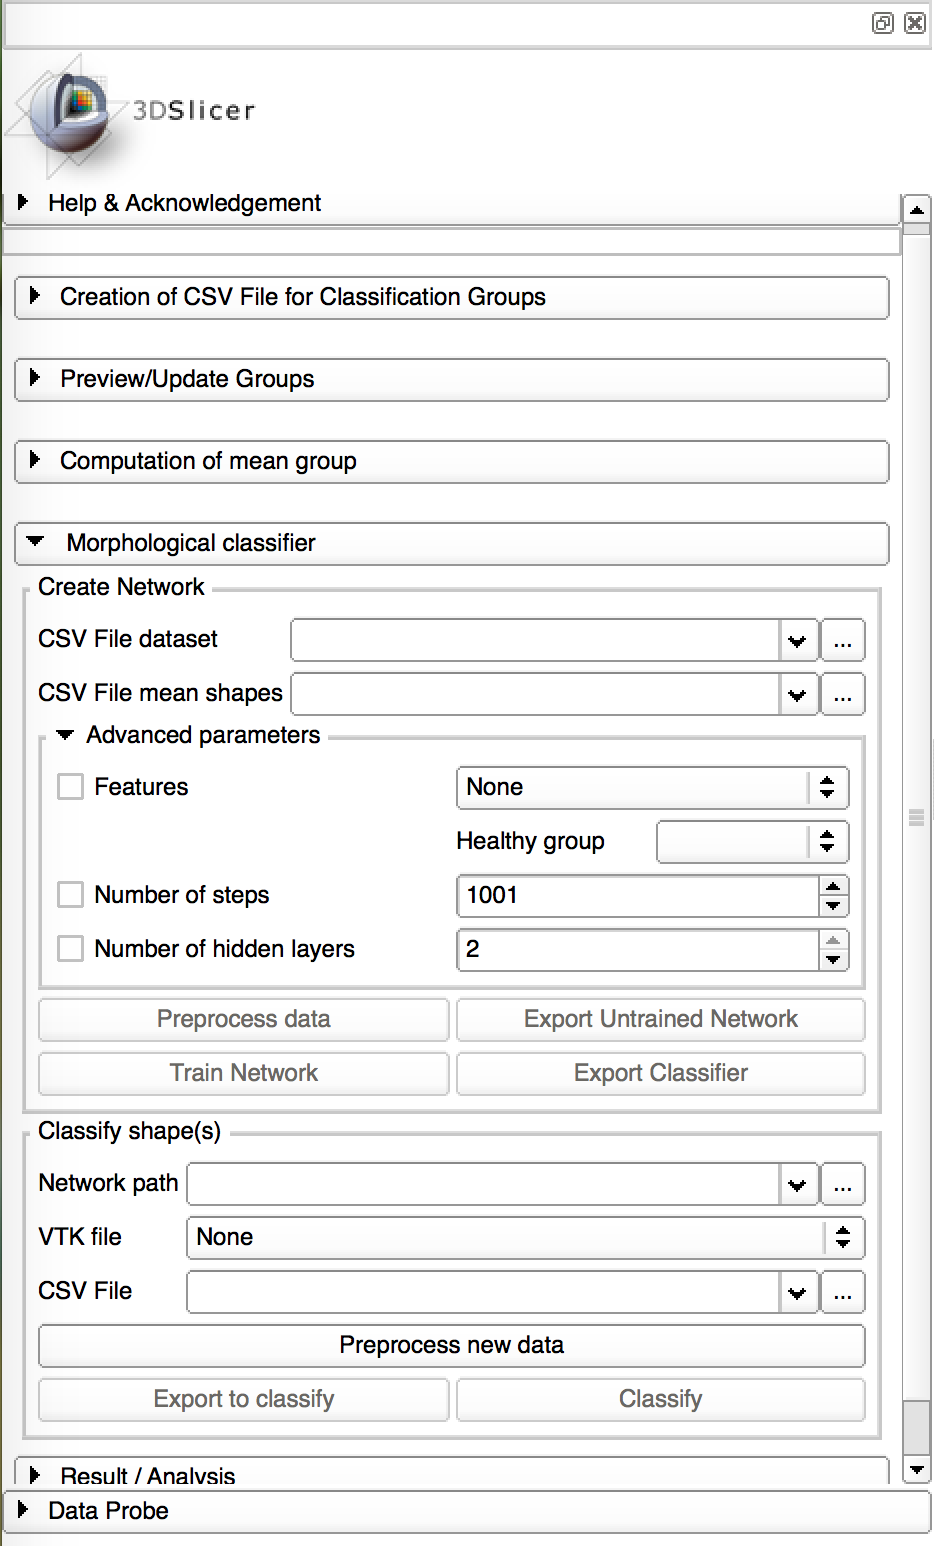 3DSlicer
Help & Acknowledgement
Creation of CSV File for Classification Groups
Preview/Update Groups
Computation of mean group
Morphological classifier
Create Network
CSV File dataset ...
CSV File mean shapes ...
Advanced parameters
Features None
Healthy group
Number of steps 1001
Number of hidden layers 2
Preprocess data Export Untrained Network
Train Network Export Classifier
Classify shape(s)
Network path ...
VTK file None
CSV File ...
Preprocess new data
Export to classify Classify
Result / Analysis
Data Probe